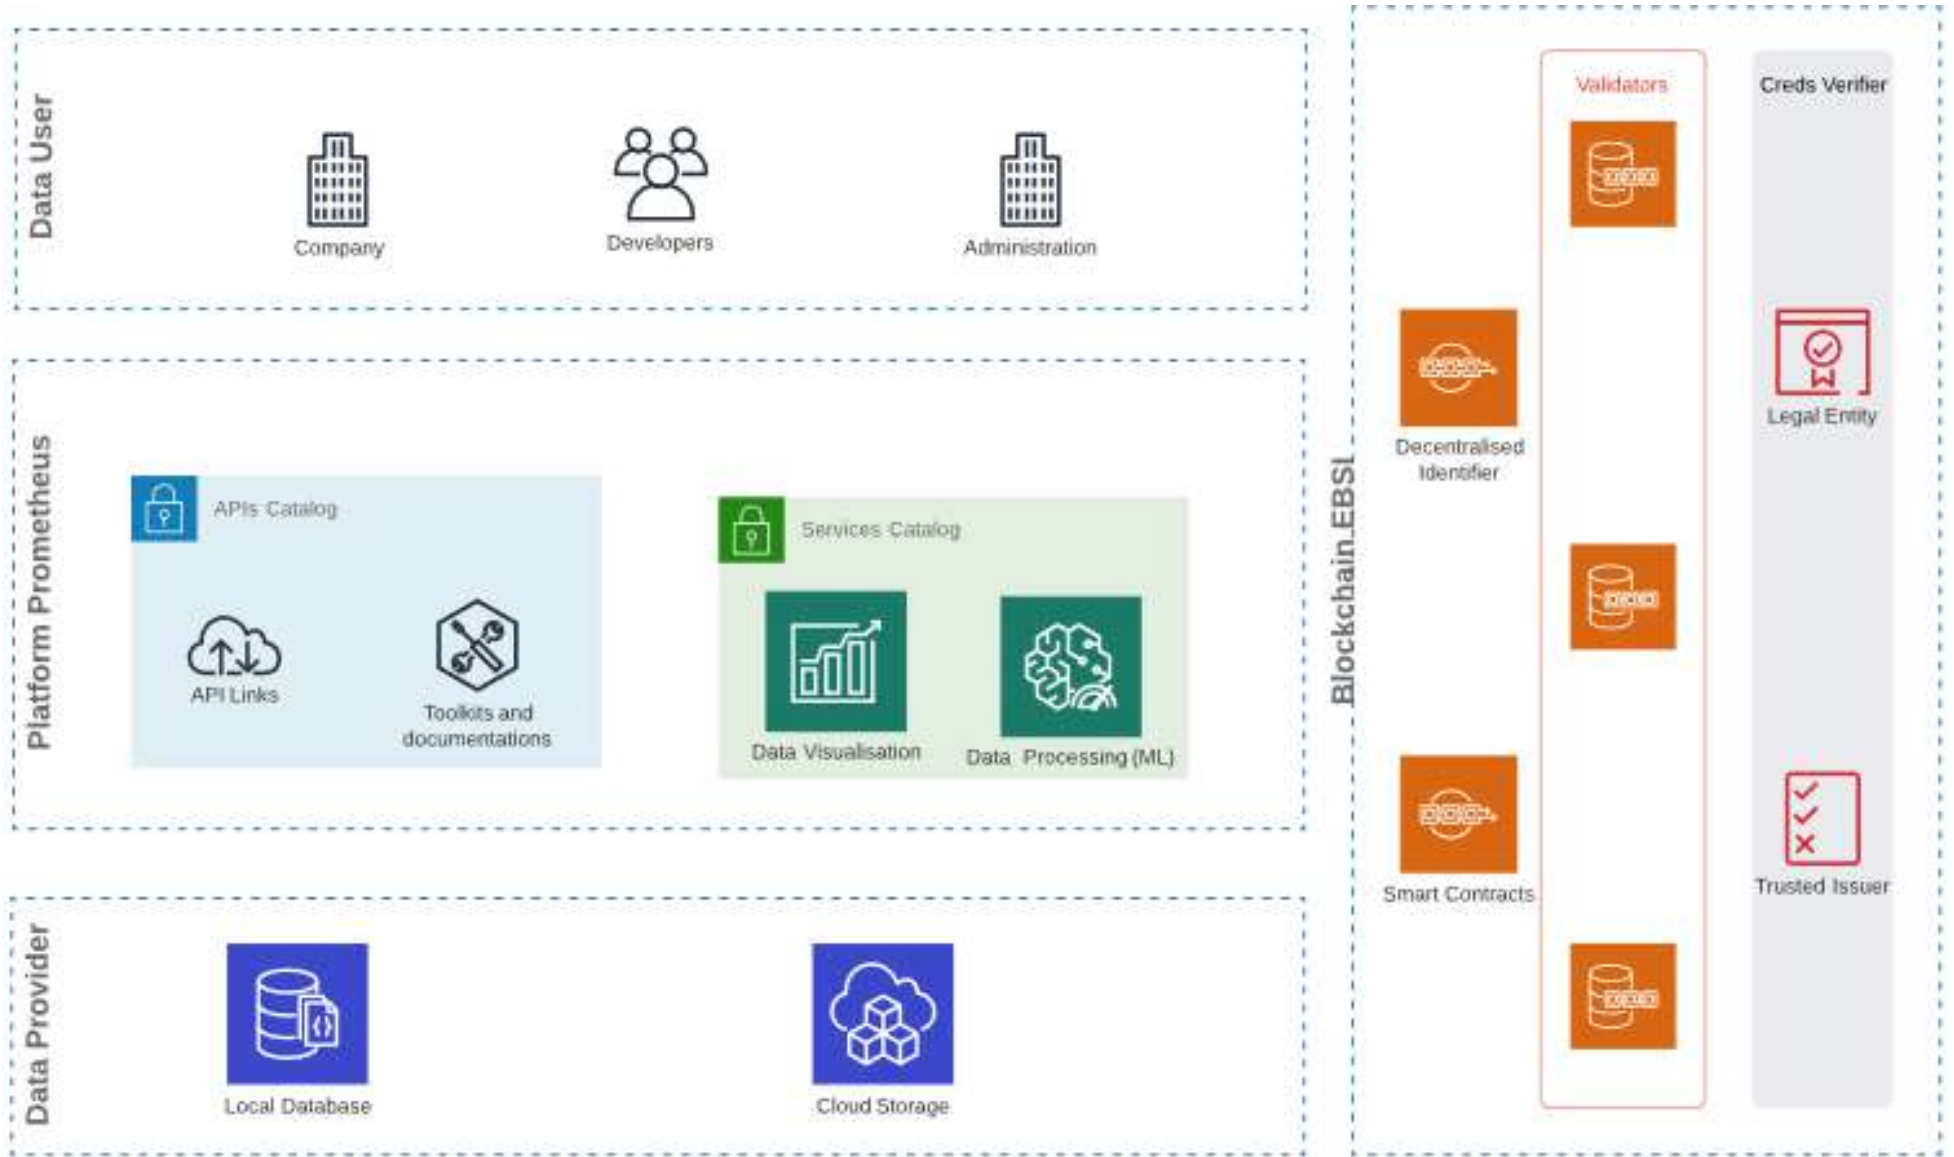 Data User
Company
Developers
Administration
Platform Prometheus
APIs Catalog
API Links
Toolkits and
documentations
Services Catalog
Data Visualisation
Data Processing (ML)
Data Provider
Local Database
Cloud Storage
Blockchain EBSI
Decentralised
Identifier
Smart Contracts
Validators
Creds Verifier
Legal Entity
Trusted Issuer